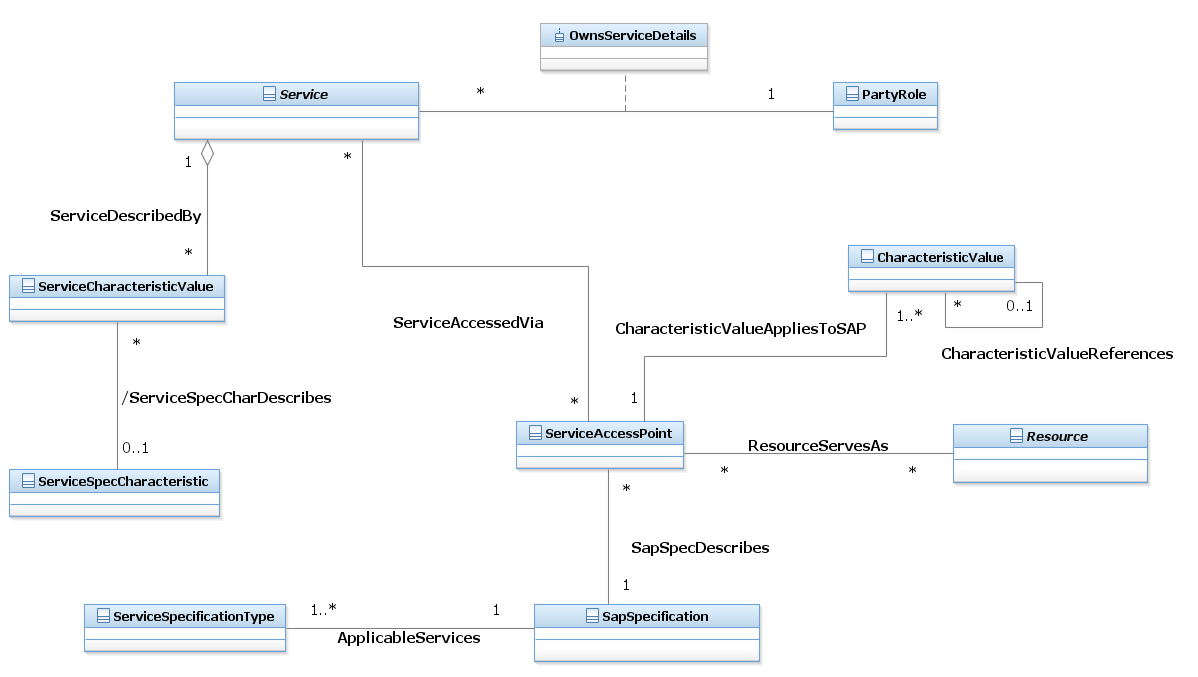 OwnsServiceDetails
Service
*
1
PartyRole
1
*
ServiceDescribedBy
*
ServiceCharacteristicValue
CharacteristicValue
1..*
*
0..1
ServiceAccessedVia
CharacteristicValueAppliesToSAP
*
CharacteristicValueReferences
/ServiceSpecCharDescribes
*
1
0..1
ServiceAccessPoint
ResourceServesAs
Resource
*
*
ServiceSpecCharacteristic
*
SapSpecDescribes
1
ServiceSpecificationType
1..*
1
SapSpecification
ApplicableServices